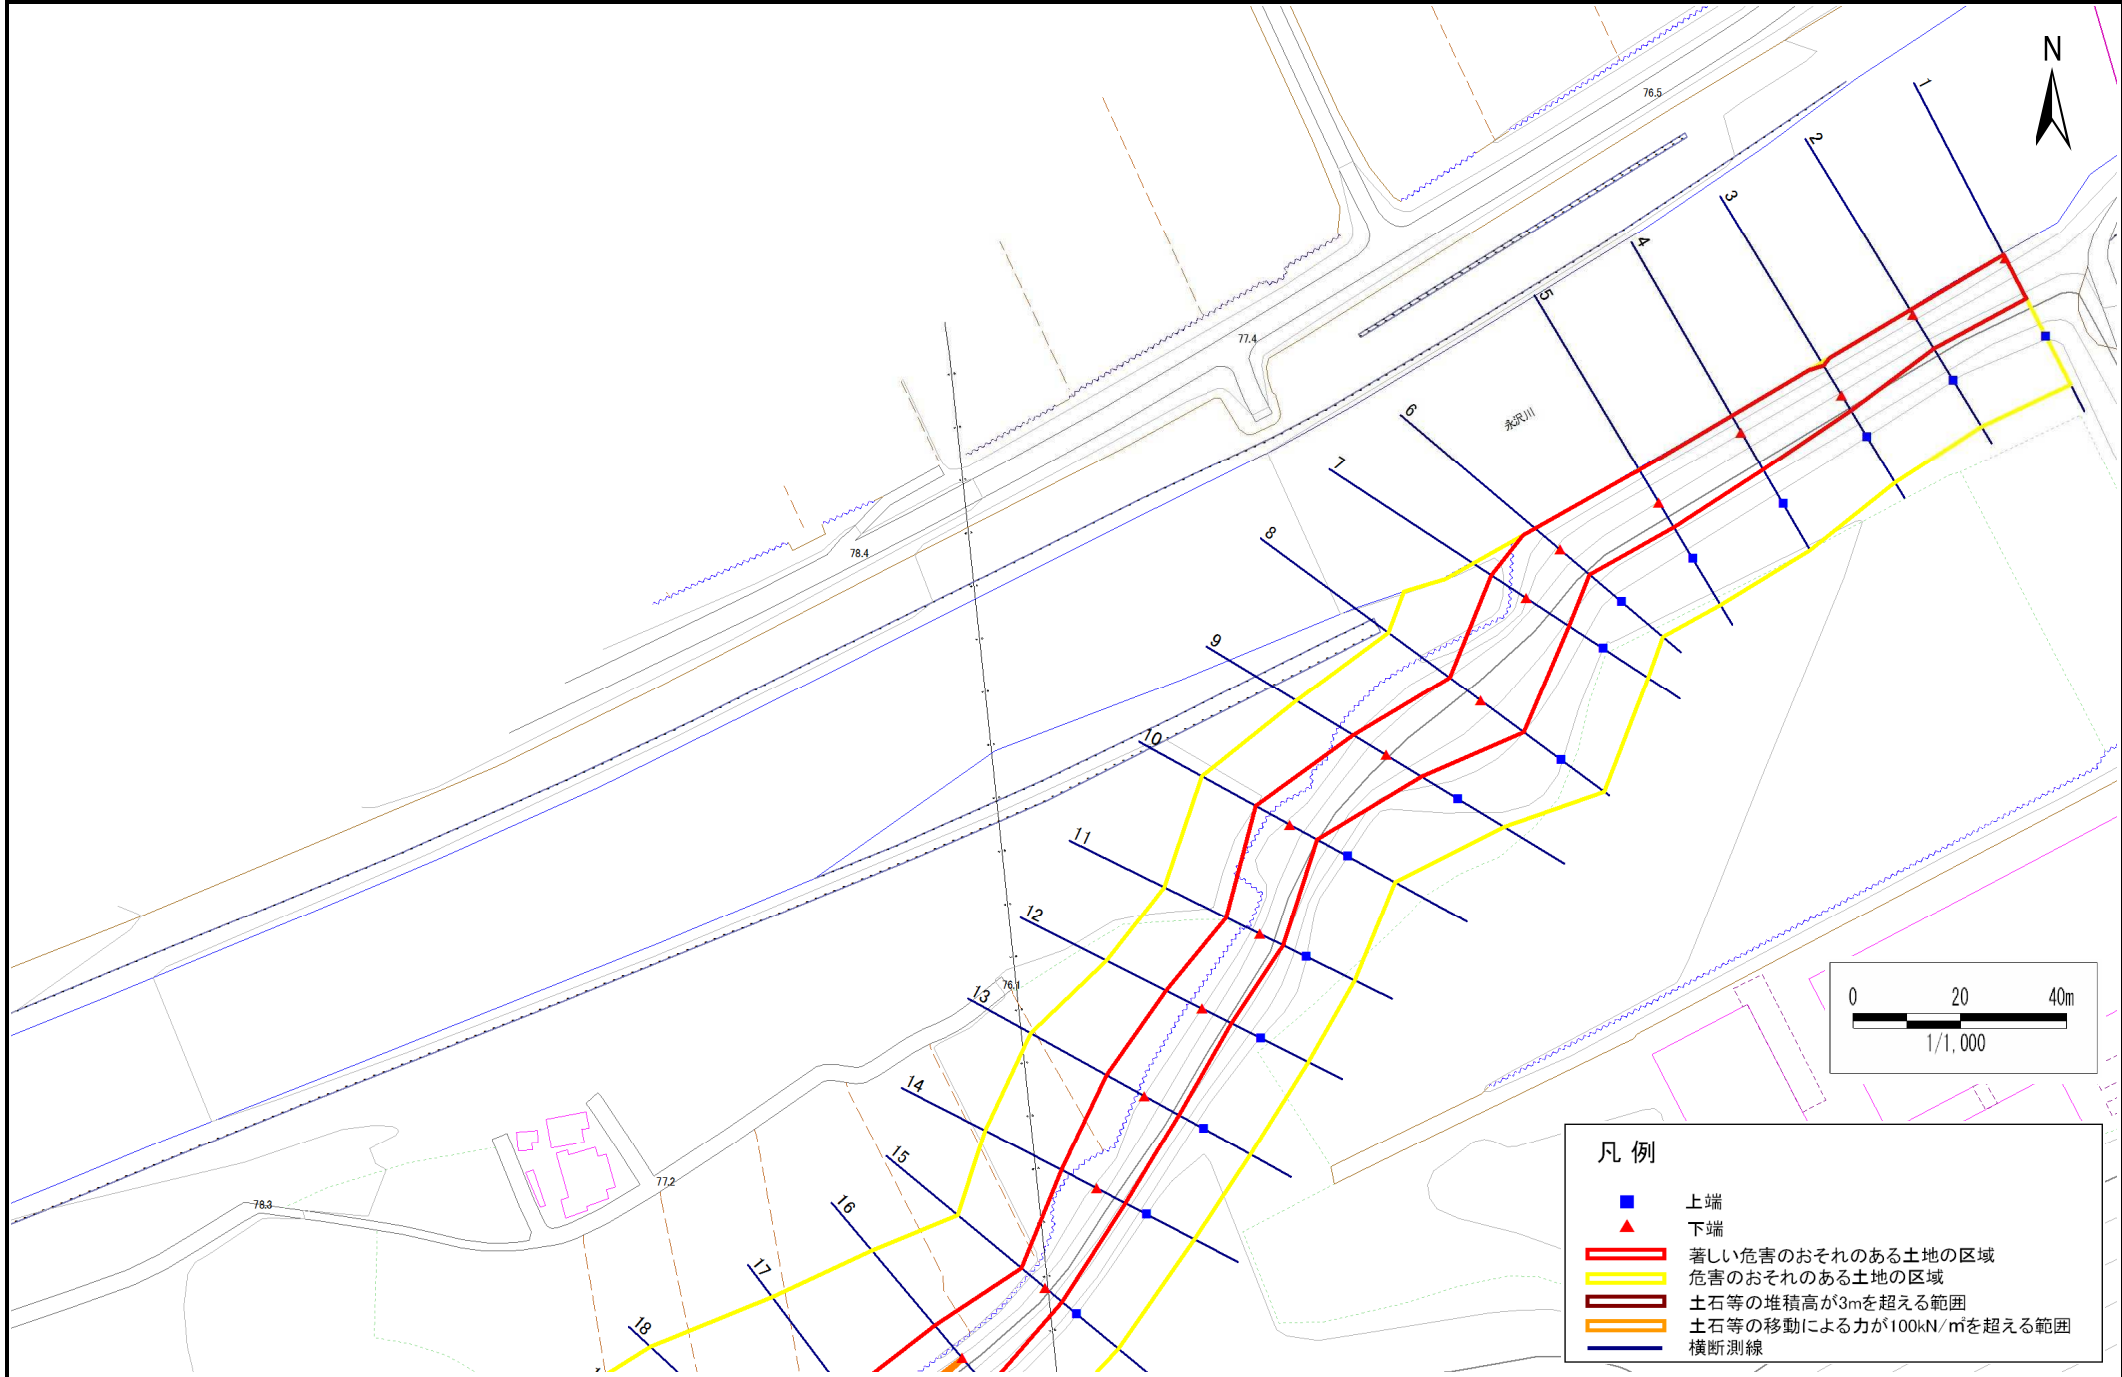 N
76.5
1
2
3
4
5
77.4
永沢川
6
7
8
78.4
9
10
11
12
76.1
13
14
15
77.2
16
78.3
17
18
0 20 40m
1/1,000
凡 例
上端
下端
著しい危害のおそれのある土地の区域
危害のおそれのある土地の区域
土石等の堆積高が3mを超える範囲
土石等の移動による力が100kN/㎡を超える範囲
横断測線